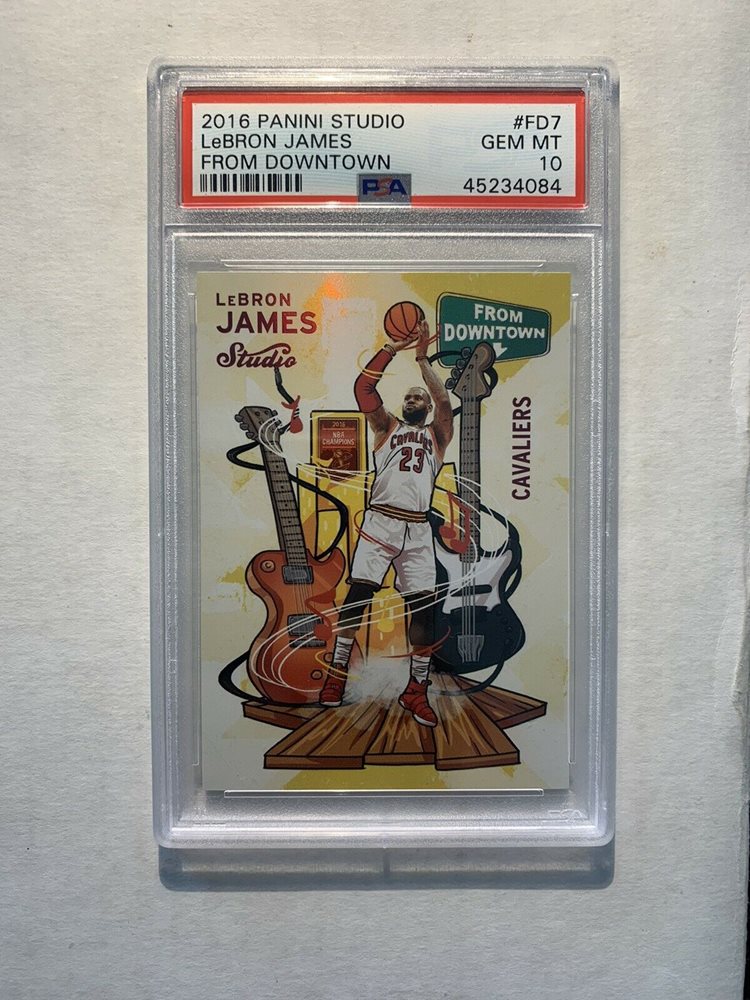 2016 PANINI STUDIO #FD7
LeBRON JAMES GEM MT
FROM DOWNTOWN 10
PSA 45234084
LeBRON
JAMES
Studio
FROM
DOWNTOWN
2016
NBA
CHAMPIONS
CAVALIERS
CAVALIERS
23